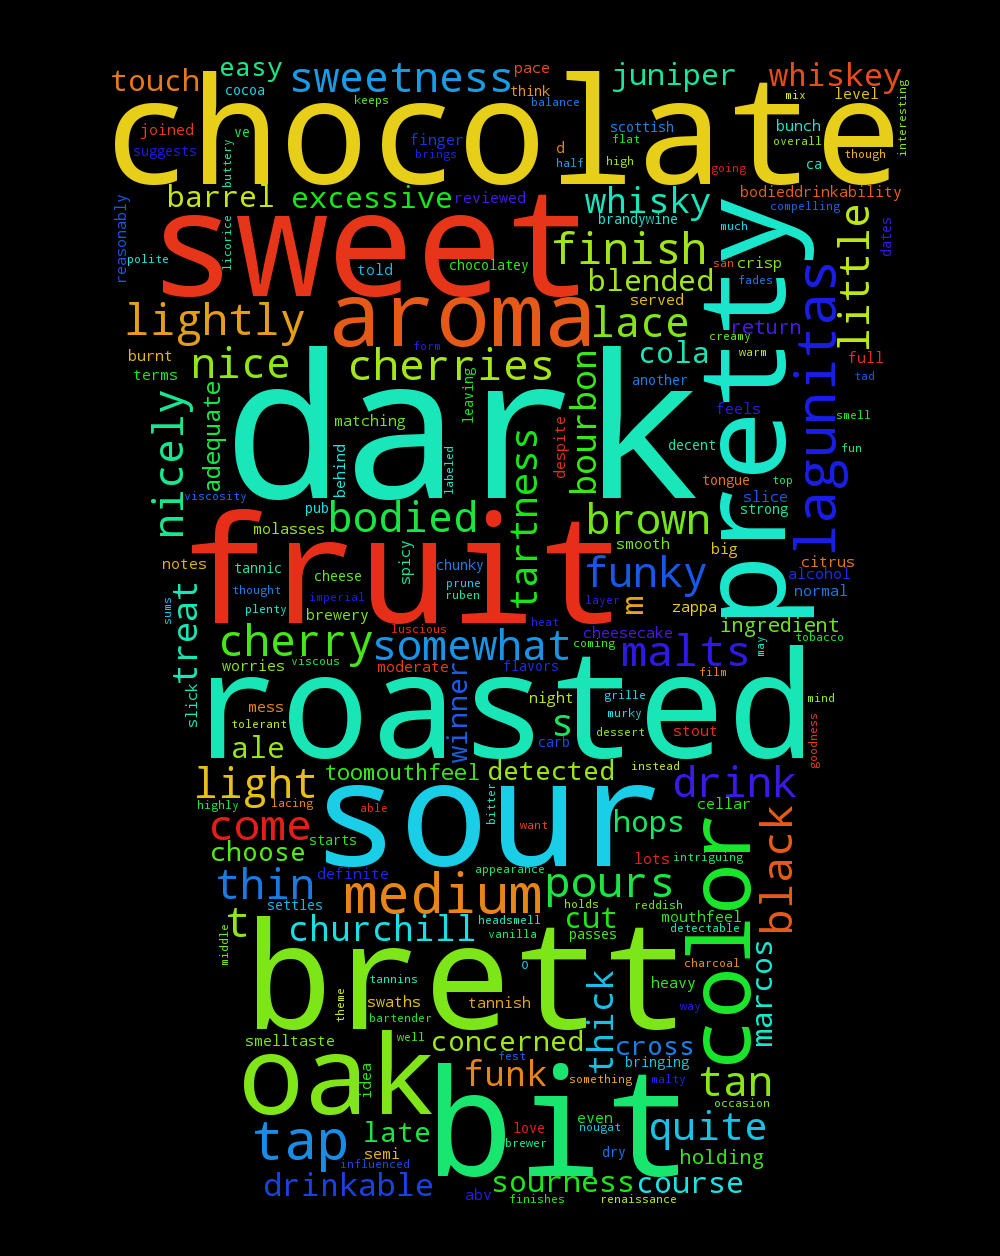 easy
sweetness
pace
juniper
whiskey
touch
cocoa
think
keeps
balance
mix
level
interesting
chocolate
joined
suggests
ve
buttery
finger
brings
d
half
scottish
flat
high
bunch
overall
though
ca
going
barrel
excessive
reviewed
whisky
bodieddrinkability
compelling
reasonably
polite
licorice
sweet
told
chocolatey
finish
brandywine
much
pretty
little
dates
blended
san
crisp
fades
served
lightly
aroma
lace
return
creamy
lagunitas
form
burnt
nice
cherries
leaving
cola
warm
full
terms
another
tad
bourbon
nicely
adequate
matching
dark
despite
feels
smell
behind
labeled
decent
fun
viscosity
tongue
top
pub
slice
strong
molasses
bodied
tartness
brown
notes
fruit
smooth
big
citrus
tannic
cheese
spicy
chunky
funky
alcohol
thought
imperial
prune
ruben
normal
sums
plenty
brewery
layer
m
zappa
treat
luscious
heat
cheesecake
ingredient
tobacco
cherry
somewhat
coming
malts
may
worries
viscous
moderate
flavors
film
slick
roasted
winner
night
grille
mind
mess
murky
tolerant
s
dessert
stout
goodness
ale
carb
light
toomouthfeel
detected
instead
drink
highly
lacing
able
sour
bitter
cellar
come
want
hops
color
black
starts
choose
lots
intriguing
thin
definite
appearance
medium
pours
settles
holds
reddish
t
churchill
headsmell
cut
mouthfeel
middle
vanilla
passes
detectable
brett
o
charcoal
marcos
tannins
thick
heavy
theme
swaths
tannish
bartender
way
smelltaste
well
concerned
cross
oak
fest
bringing
idea
funk
something
malty
tan
bit
occasion
tap
late
love
even
nougat
quite
brewer
semi
dry
holding
influenced
drinkable
sourness
course
abv
finishes
renaissance